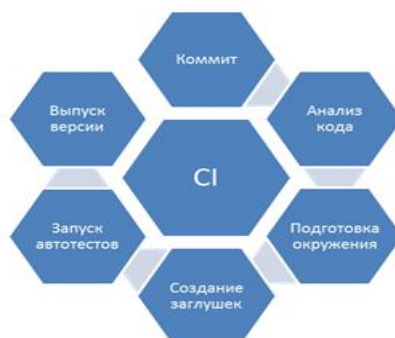 Коммит
Анализ
кода
Подготовка
окружения
Создание
заглушек
Запуск
автотестов
Выпуск
версии
CI